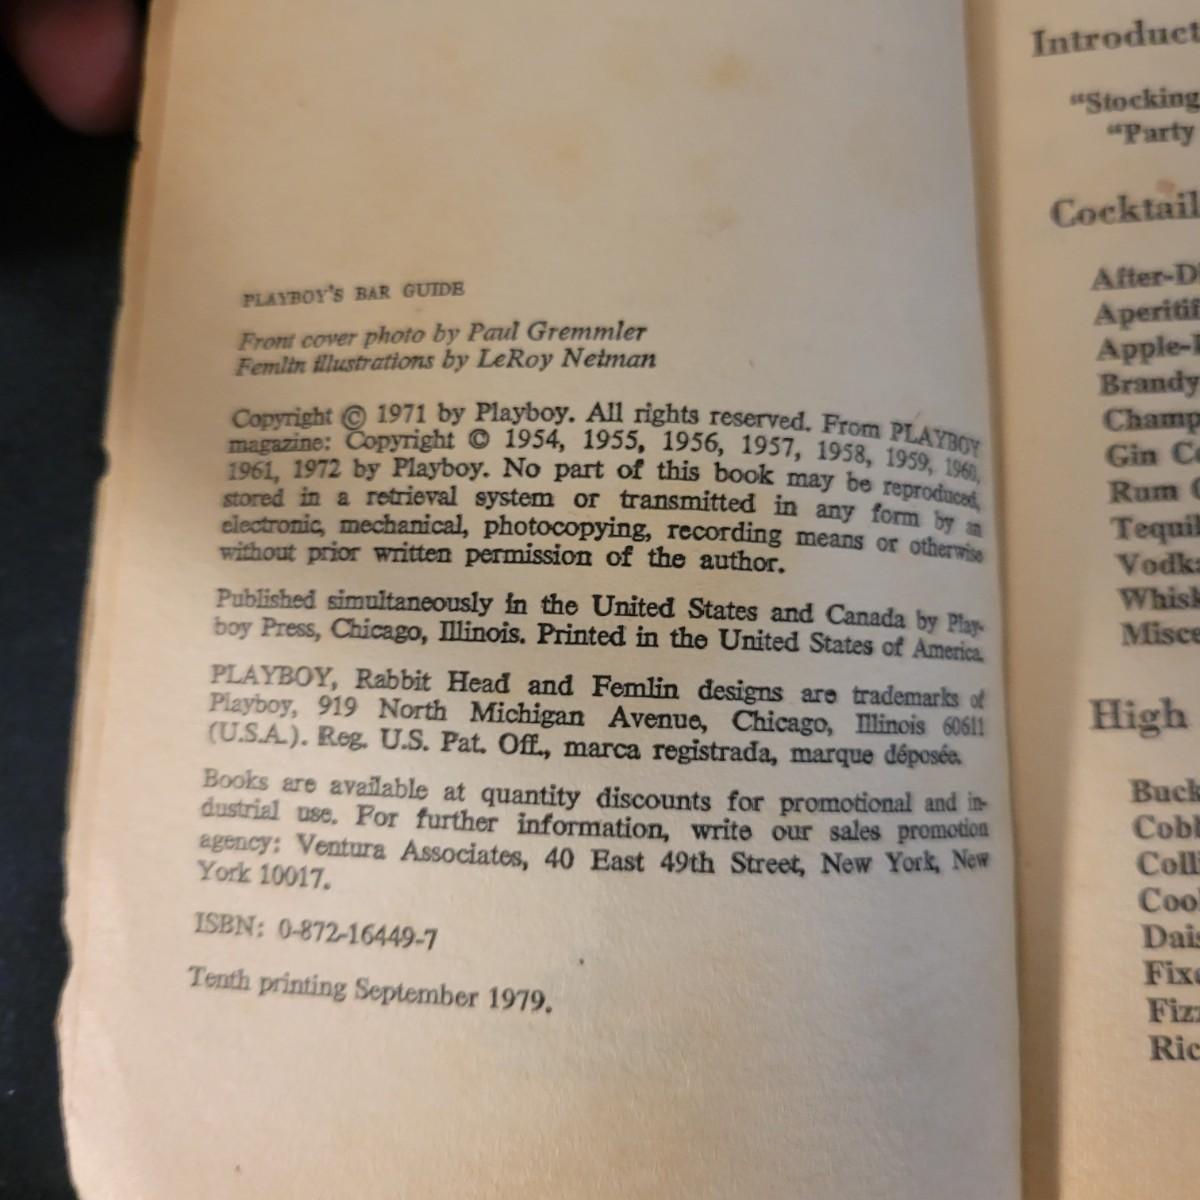 PLAYBOY'S BAR GUIDE
Front cover photo by Paul Gremmler
Femlin illustrations by LeRoy Neiman
Copyright © 1971 by Playboy. All rights reserved. From PLAYBOY
magazine: Copyright © 1954, 1955, 1956, 1957, 1958, 1959, 1960,
1961, 1972 by Playboy. No part of this book may be reproduced,
stored in a retrieval system or transmitted in any form by an
electronic, mechanical, photocopying, recording means or otherwise
without prior written permission of the author.
Published simultaneously in the United States and Canada by Play-
boy Press, Chicago, Illinois. Printed in the United States of America.
PLAYBOY, Rabbit Head and Femlin designs are trademarks of
Playboy, 919 North Michigan Avenue, Chicago, Illinois 60611
(U.S.A.). Reg. U.S. Pat. Off., marca registrada, marque déposée.
Books are available at quantity discounts for promotional and in-
dustrial use. For further information, write our sales promotion
agency: Ventura Associates, 40 East 49th Street, New York, New
York 10017.
ISBN: 0-872-16449-7
Tenth printing September 1979.
Introduct
"Stocking
"Party
Cocktail
After-Di
Aperitif
Apple-
Brandy
Champ
Gin Co
Rum
Tequil
Vodka
Whisk
Misce
High
Buck
Cobb
Colli
Coo
Dais
Fixe
Fizz
Ric